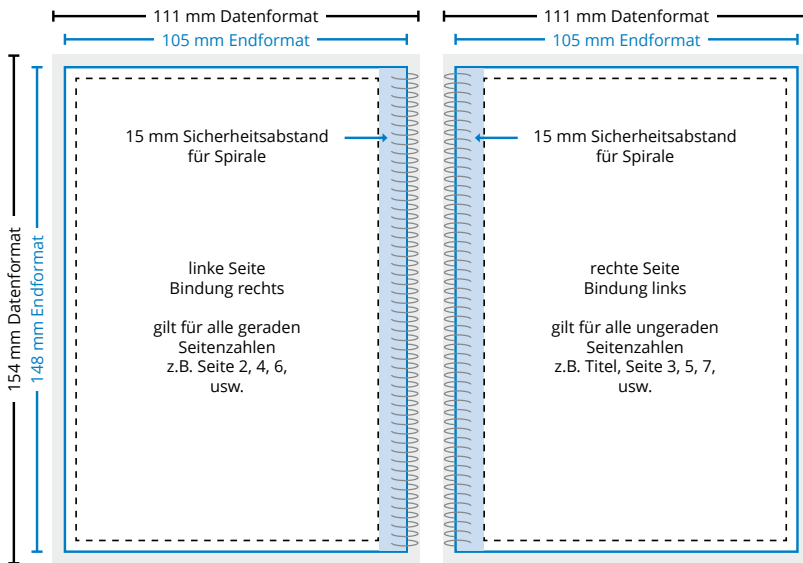 111 mm Datenformat
105 mm Endformat
111 mm Datenformat
105 mm Endformat
154 mm Datenformat
148 mm Endformat
15 mm Sicherheitsabstand
für Spirale
linke Seite
Bindung rechts
gilt für alle geraden
Seitenzahlen
z.B. Seite 2, 4, 6,
usw.
15 mm Sicherheitsabstand
für Spirale
rechte Seite
Bindung links
gilt für alle ungeraden
Seitenzahlen
z.B. Titel, Seite 3, 5, 7,
usw.